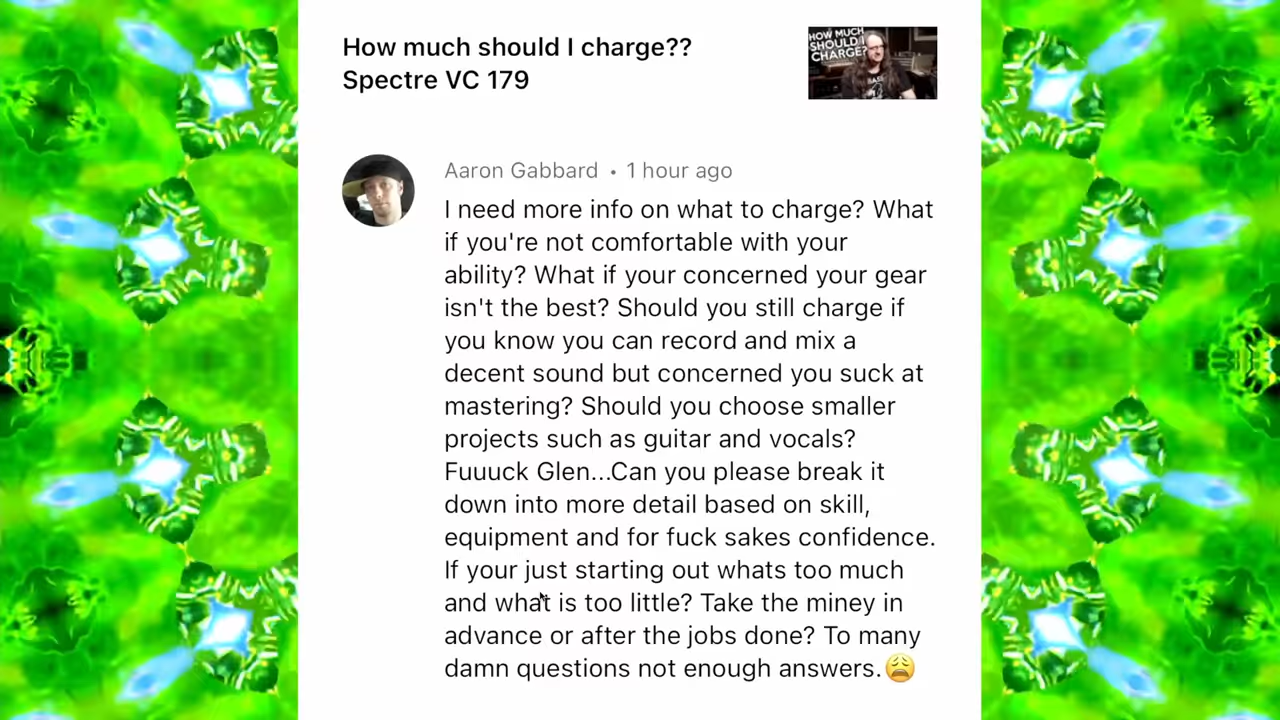 How much should I charge??
Spectre VC 179
HOW MUCH
SHOULD I
CHARGE?
BASS
Aaron Gabbard • 1 hour ago
I need more info on what to charge? What
if you're not comfortable with your
ability? What if your concerned your gear
isn't the best? Should you still charge if
you know you can record and mix a
decent sound but concerned you suck at
mastering? Should you choose smaller
projects such as guitar and vocals?
Fuuuck Glen...Can you please break it
down into more detail based on skill,
equipment and for fuck sakes confidence.
If your just starting out whats too much
and what is too little? Take the miney in
advance or after the jobs done? To many
damn questions not enough answers.😩